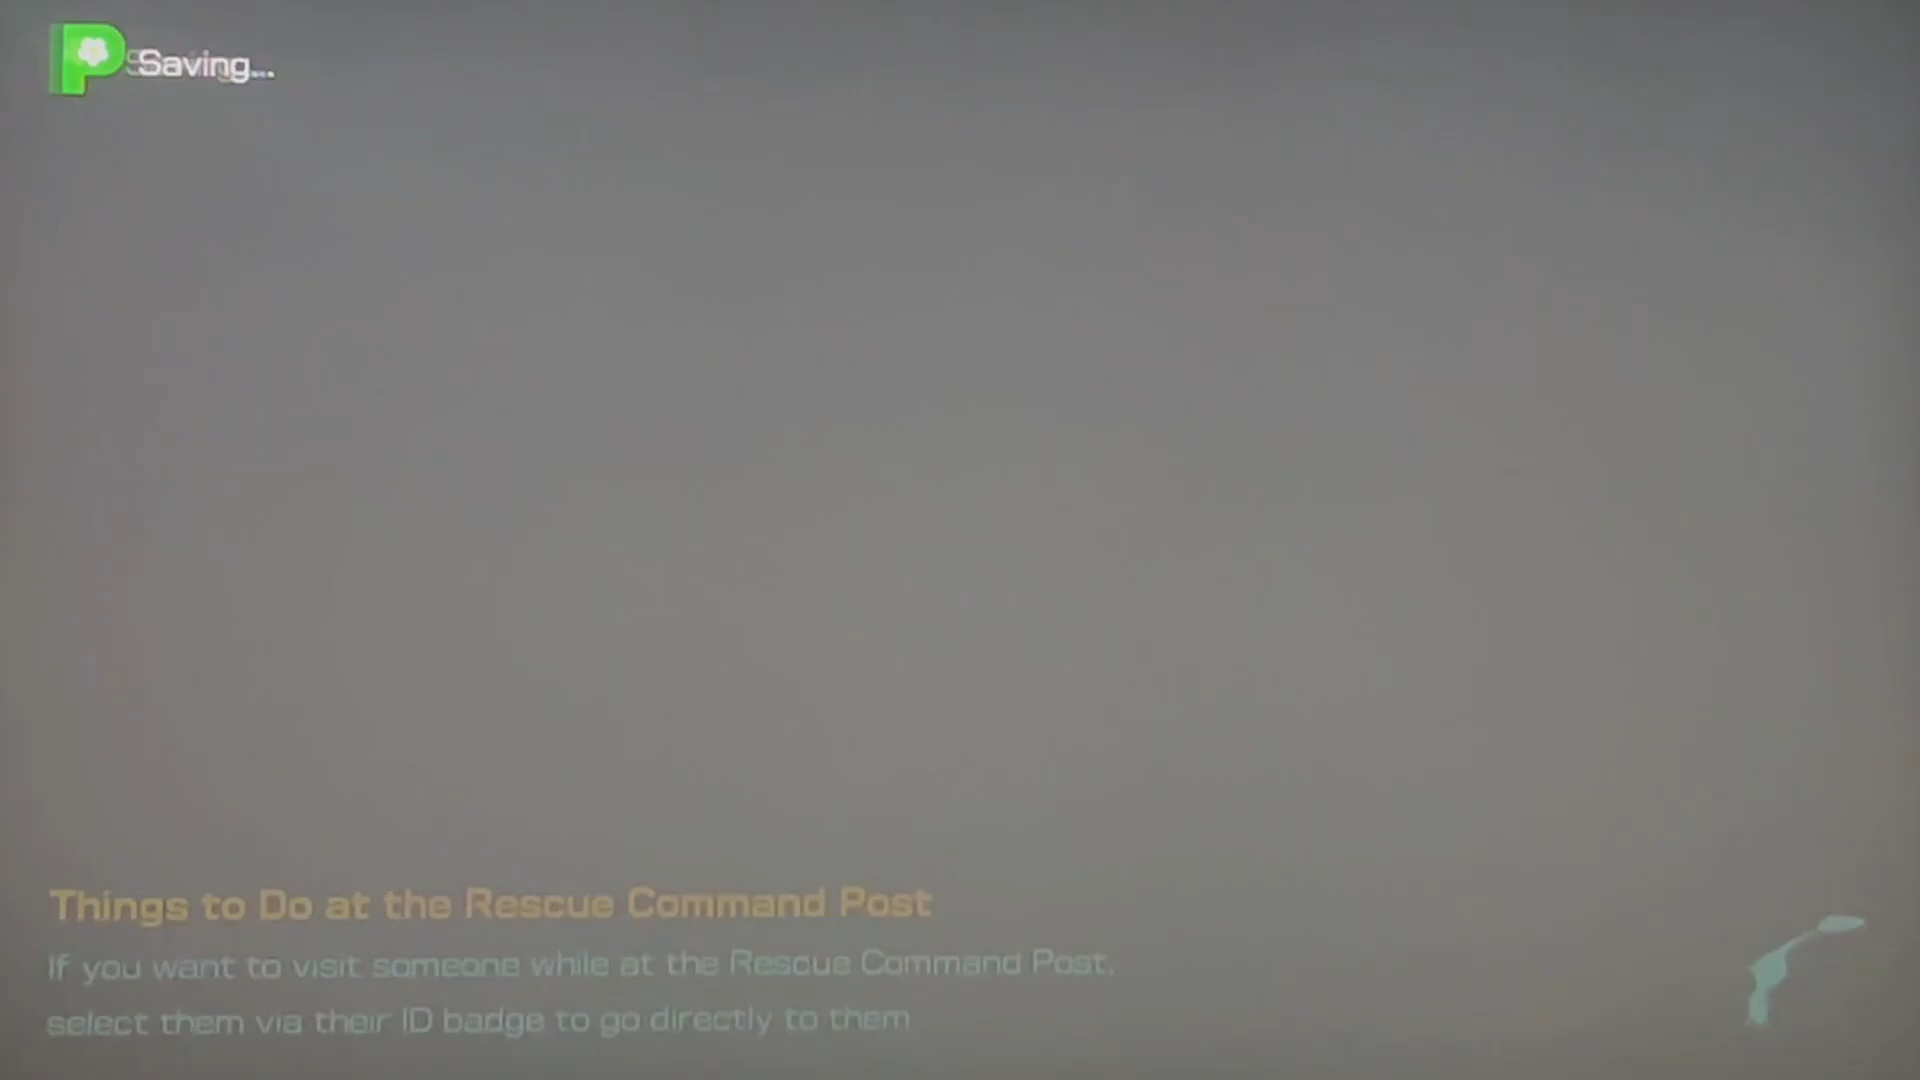 P Saving...
Things to Do at the Rescue Command Post
If you want to visit someone while at the Rescue Command Post,
select them via their ID badge to go directly to them